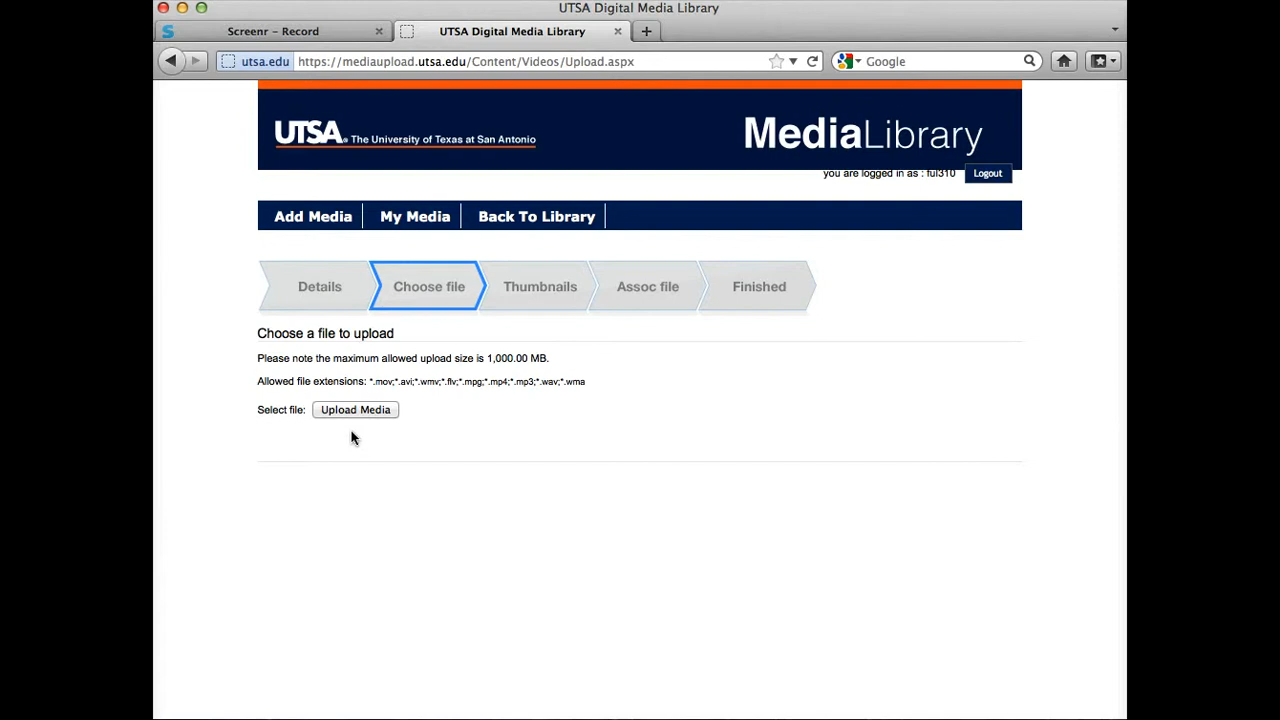 UTSA Digital Media Library
Screenr – Record
UTSA Digital Media Library
utsa.edu
https://mediaupload.utsa.edu/Content/Videos/Upload.aspx
Google
UTSA® The University of Texas at San Antonio
MediaLibrary
you are logged in as : ful310
Logout
Add Media
My Media
Back To Library
Details
Choose file
Thumbnails
Assoc file
Finished
Choose a file to upload
Please note the maximum allowed upload size is 1,000.00 MB.
Allowed file extensions: *.mov;*.avi;*.wmv;*.flv;*.mpg;*.mp4;*.mp3;*.wav;*.wma
Select file:
Upload Media